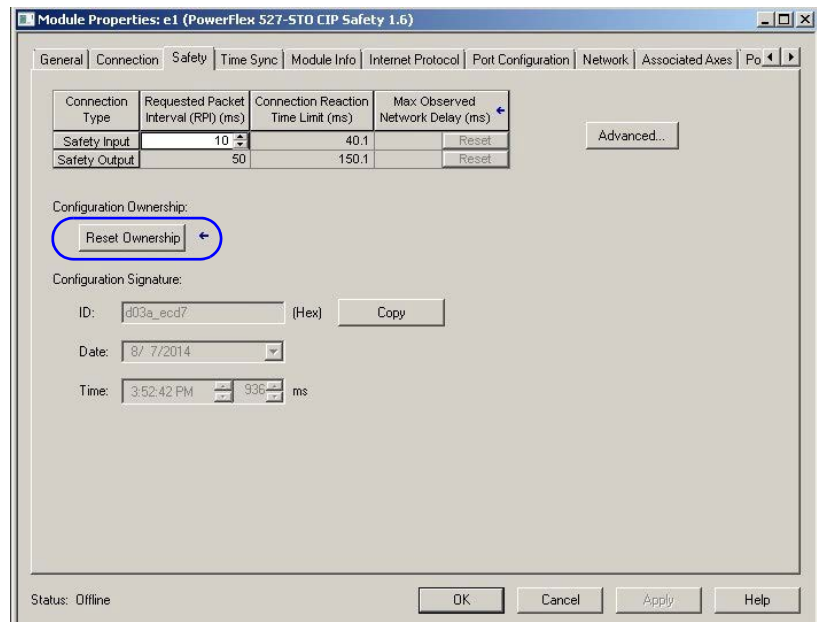 Module Properties: e1 (PowerFlex 527-STO CIP Safety 1.6)
General Connection Safety Time Sync Module Info Internet Protocol Port Configuration Network Associated Axes Po
Connection Type Requested Packet Interval (RPI) (ms) Connection Reaction Time Limit (ms) Max Observed Network Delay (ms)
Safety Input 10 40.1 Reset
Safety Output 50 150.1 Reset
Advanced...
Configuration Ownership:
Reset Ownership
Configuration Signature:
ID: d03a_ecd7 (Hex) Copy
Date: 8/ 7/2014
Time: 3:52:42 PM 936 ms
Status: Offline OK Cancel Apply Help